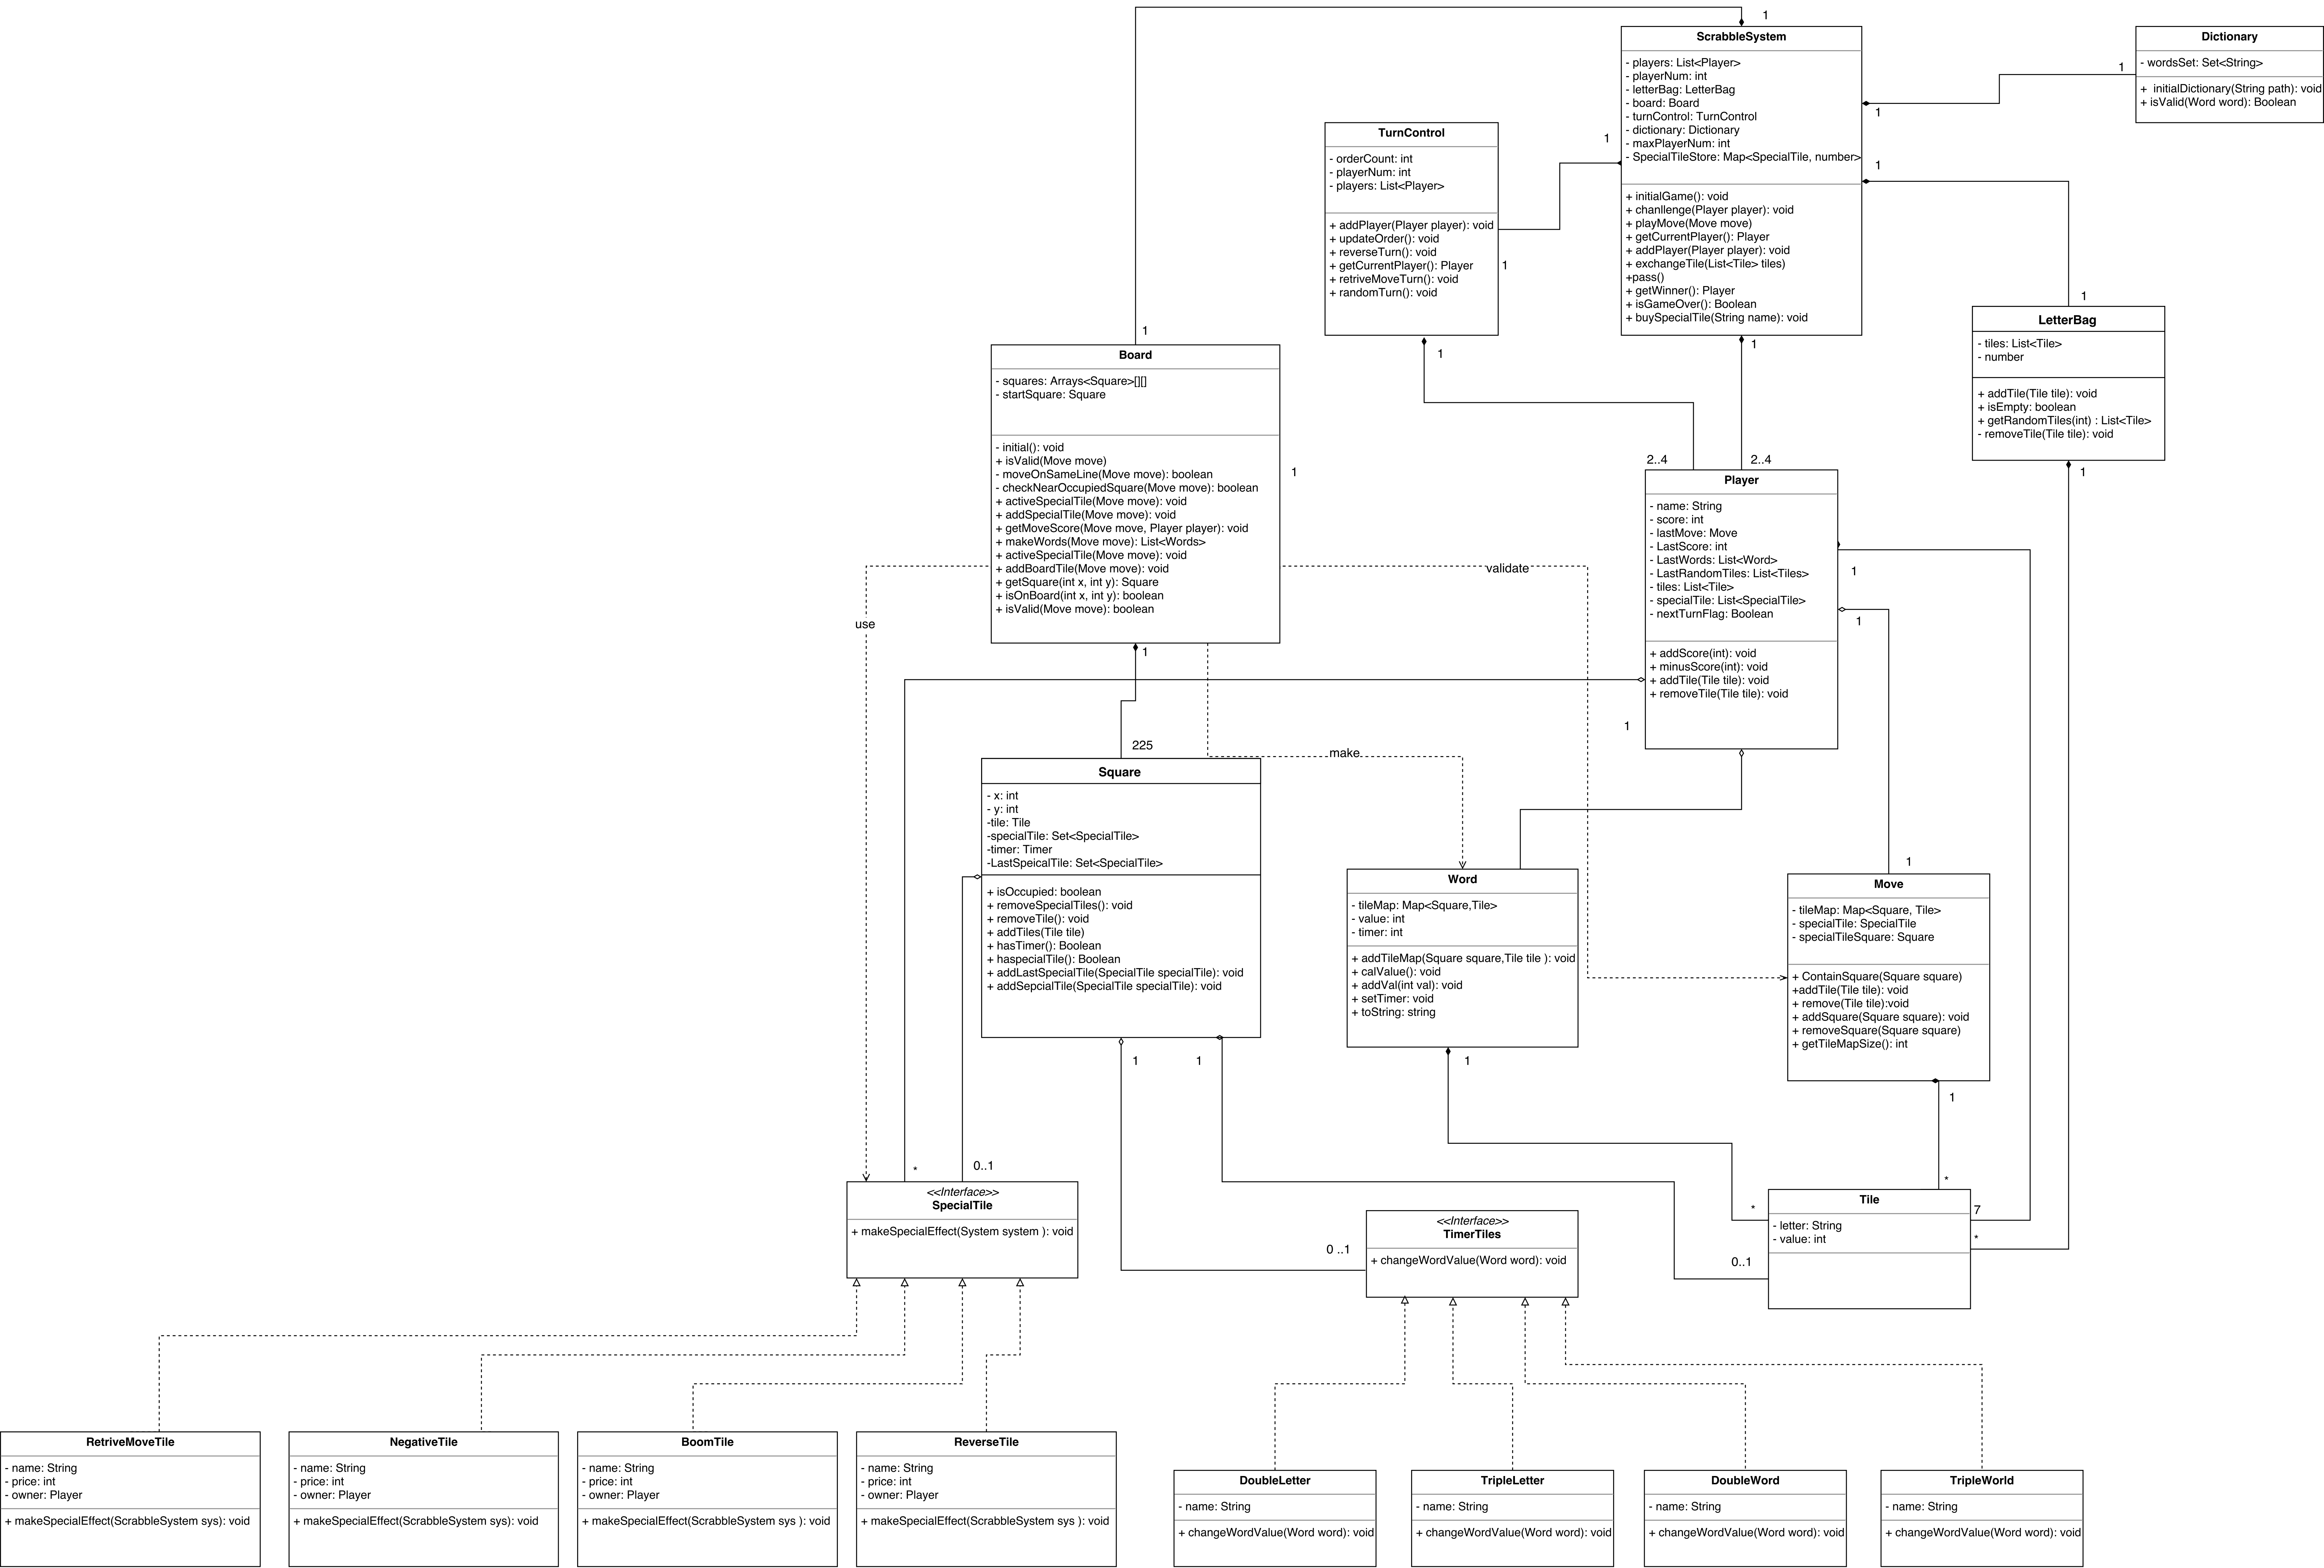 1
ScrabbleSystem
- players: List<Player>
- playerNum: int
- letterBag: LetterBag
- board: Board
- turnControl: TurnControl
- dictionary: Dictionary
- maxPlayerNum: int
- SpecialTileStore: Map<SpecialTile, number>
+ initialGame(): void
+ chanllenge(Player player): void
+ playMove(Move move)
+ getCurrentPlayer(): Player
+ addPlayer(Player player): void
+ exchangeTile(List<Tile> tiles)
+pass()
+ getWinner(): Player
+ isGameOver(): Boolean
+ buySpecialTile(String name): void
1
1
1
1
Dictionary
- wordsSet: Set<String>
+ initialDictionary(String path): void
+ isValid(Word word): Boolean
1
TurnControl
- orderCount: int
- playerNum: int
- players: List<Player>
+ addPlayer(Player player): void
+ updateOrder(): void
+ reverseTurn(): void
+ getCurrentPlayer(): Player
+ retriveMoveTurn(): void
+ randomTurn(): void
1
1
LetterBag
- tiles: List<Tile>
- number
+ addTile(Tile tile): void
+ isEmpty: boolean
+ getRandomTiles(int) : List<Tile>
- removeTile(Tile tile): void
1
1
Board
- squares: Arrays<Square>[][]
- startSquare: Square
- initial(): void
+ isValid(Move move)
- moveOnSameLine(Move move): boolean
- checkNearOccupiedSquare(Move move): boolean
+ activeSpecialTile(Move move): void
+ addSpecialTile(Move move): void
+ getMoveScore(Move move, Player player): void
+ makeWords(Move move): List<Words>
+ activeSpecialTile(Move move): void
+ addBoardTile(Move move): void
+ getSquare(int x, int y): Square
+ isOnBoard(int x, int y): boolean
+ isValid(Move move): boolean
1
1
1
2..4
2..4
Player
- name: String
- score: int
- lastMove: Move
- LastScore: int
- LastWords: List<Word>
- LastRandomTiles: List<Tiles>
- tiles: List<Tile>
- specialTile: List<SpecialTile>
- nextTurnFlag: Boolean
+ addScore(int): void
+ minusScore(int): void
+ addTile(Tile tile): void
+ removeTile(Tile tile): void
1
1
1
validate
use
make
225
Square
- x: int
- y: int
-tile: Tile
-specialTile: Set<SpecialTile>
-timer: Timer
-LastSpeicalTile: Set<SpecialTile>
+ isOccupied: boolean
+ removeSpecialTiles(): void
+ removeTile(): void
+ addTiles(Tile tile)
+ hasTimer(): Boolean
+ haspecialTile(): Boolean
+ addLastSpecialTile(SpecialTile specialTile): void
+ addSepcialTile(SpecialTile specialTile): void
1
1
Word
- tileMap: Map<Square,Tile>
- value: int
- timer: int
+ addTileMap(Square square,Tile tile ): void
+ calValue(): void
+ addVal(int val): void
+ setTimer: void
+ toString: string
1
1
Move
- tileMap: Map<Square, Tile>
- specialTile: SpecialTile
- specialTileSquare: Square
+ ContainSquare(Square square)
+addTile(Tile tile): void
+ remove(Tile tile):void
+ addSquare(Square square): void
+ removeSquare(Square square)
+ getTileMapSize(): int
1
*
0..1
<<Interface>>
SpecialTile
+ makeSpecialEffect(System system ): void
0 ..1
<<Interface>>
TimerTiles
+ changeWordValue(Word word): void
*
*
7
*
0..1
Tile
- letter: String
- value: int
RetriveMoveTile
- name: String
- price: int
- owner: Player
+ makeSpecialEffect(ScrabbleSystem sys): void
NegativeTile
- name: String
- price: int
- owner: Player
+ makeSpecialEffect(ScrabbleSystem sys): void
BoomTile
- name: String
- price: int
- owner: Player
+ makeSpecialEffect(ScrabbleSystem sys ): void
ReverseTile
- name: String
- price: int
- owner: Player
+ makeSpecialEffect(ScrabbleSystem sys ): void
DoubleLetter
- name: String
+ changeWordValue(Word word): void
TripleLetter
- name: String
+ changeWordValue(Word word): void
DoubleWord
- name: String
+ changeWordValue(Word word): void
TripleWorld
- name: String
+ changeWordValue(Word word): void